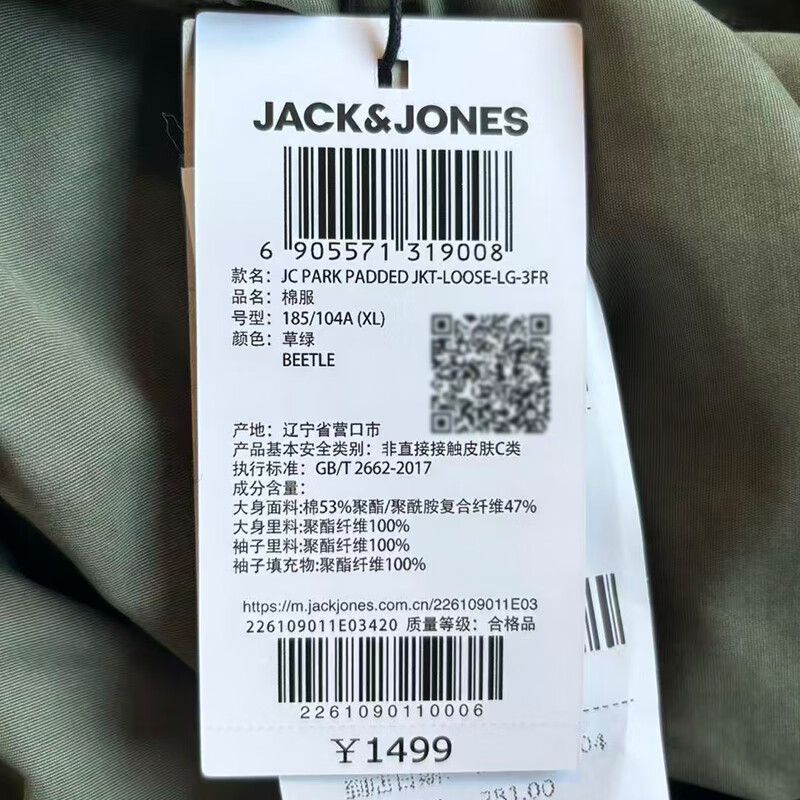 JACK&JONES
6 905571 319008
款名: JC PARK PADDED JKT-LOOSE-LG-3FR
品名: 棉服
号型: 185/104A (XL)
颜色: 草绿
BEETLE
产地: 辽宁省营口市
产品基本安全类别: 非直接接触皮肤C类
执行标准: GB/T 2662-2017
成分含量:
大身面料:棉53%聚酯/聚酰胺复合纤维47%
大身里料:聚酯纤维100%
袖子里料:聚酯纤维100%
袖子填充物:聚酯纤维100%
https://m.jackjones.com.cn/226109011E03
226109011E03420 质量等级: 合格品
2261090110006
￥1499